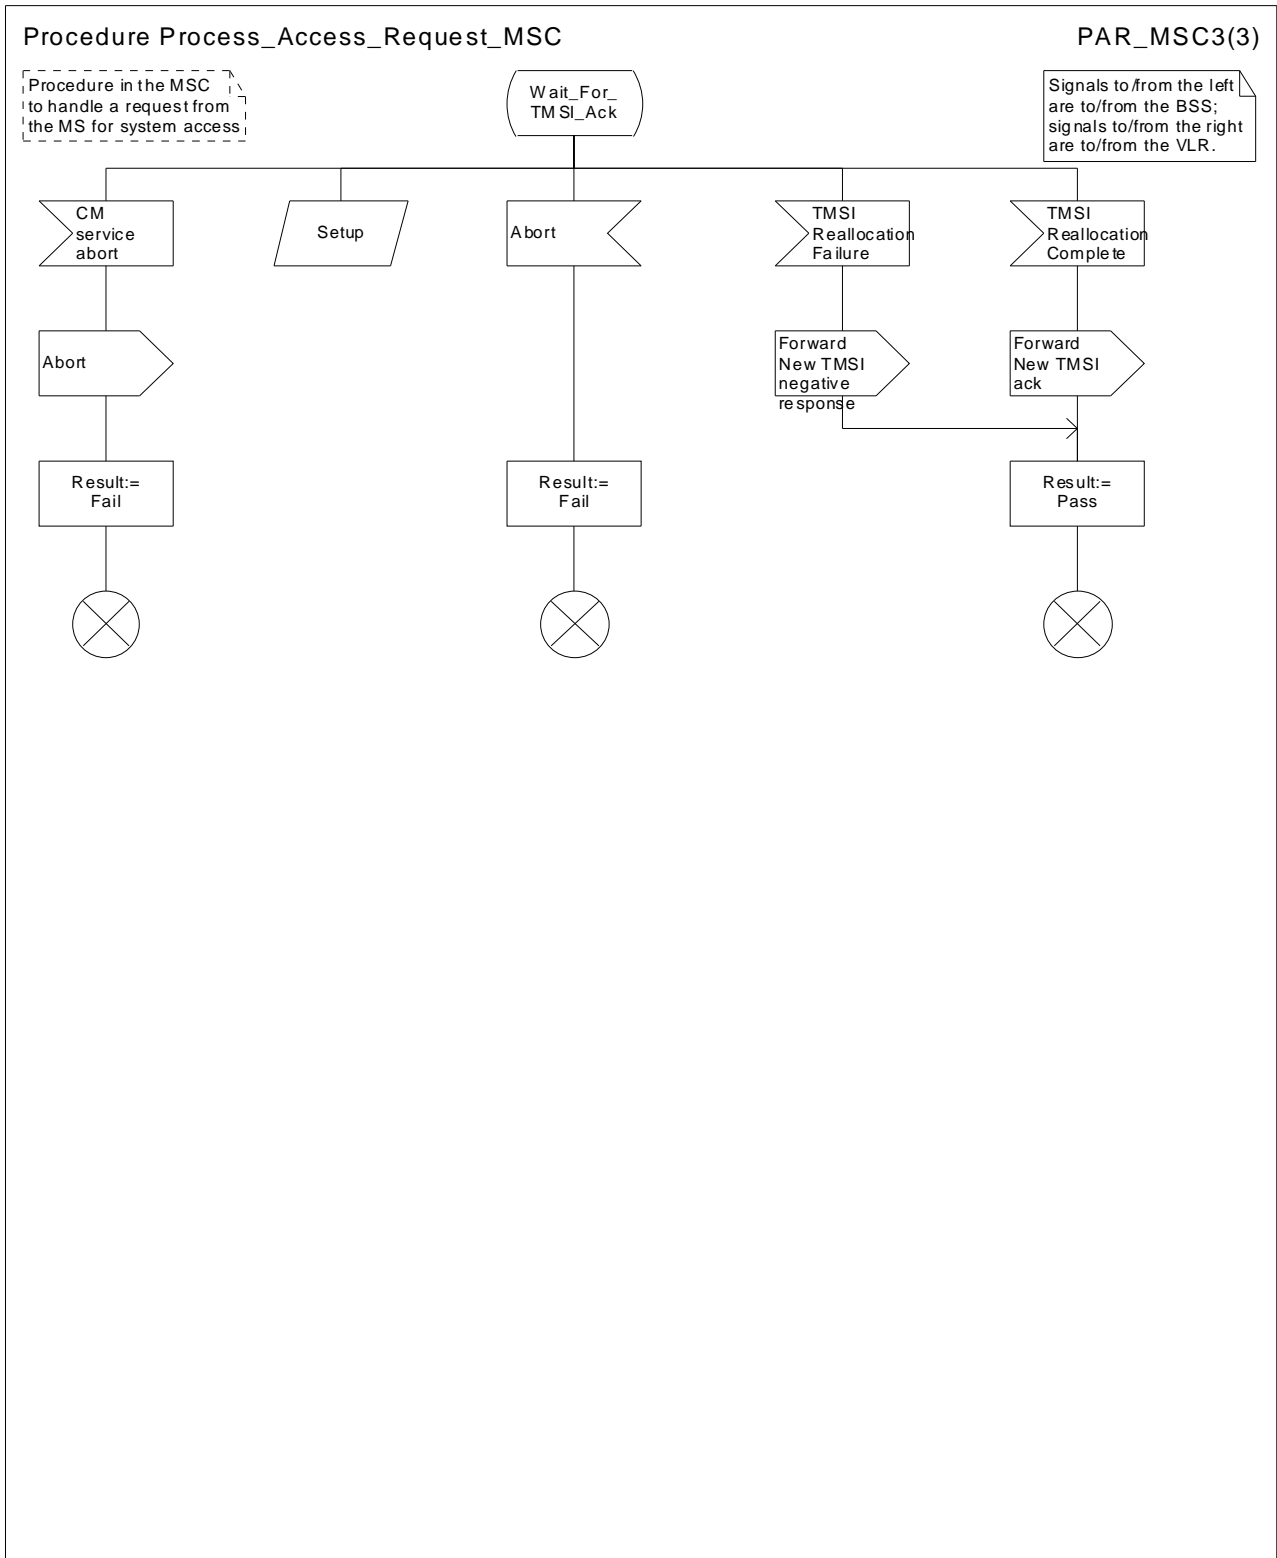 Procedure Process_Access_Request_MSC
PAR_MSC3(3)
Procedure in the MSC
to handle a request from
the MS for system access
Wait_For_
TMSI_Ack
Signals to/from the left
are to/from the BSS;
signals to/from the right
are to/from the VLR.
CM
service
abort
Setup
Abort
TMSI
Reallocation
Failure
TMSI
Reallocation
Complete
Abort
Forward
New TMSI
negative
response
Forward
New TMSI
ack
Result:=
Fail
Result:=
Fail
Result:=
Pass